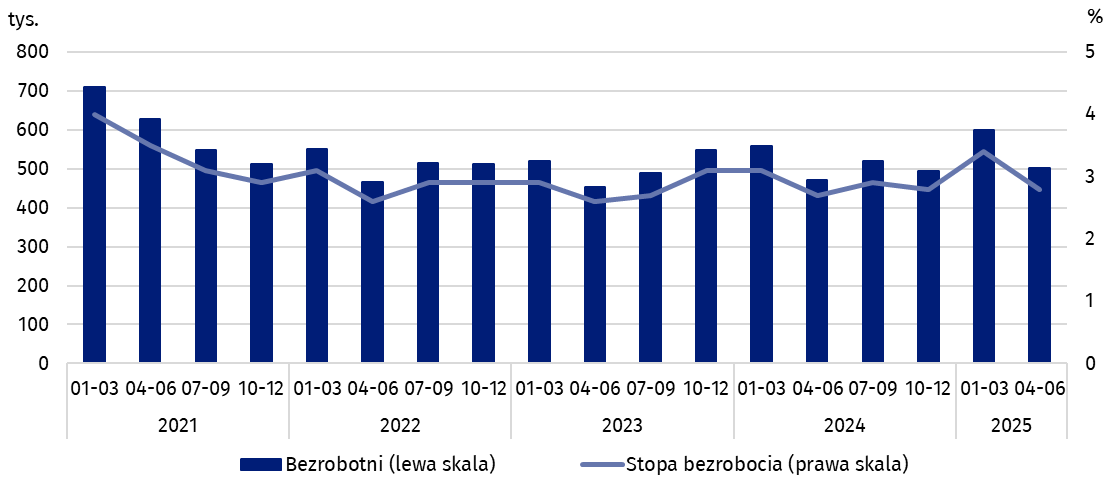 tys. %
800 5
700
600 4
500 3
400
300 2
200
100 1
0 0
01-03 04-06 07-09 10-12 01-03 04-06 07-09 10-12 01-03 04-06 07-09 10-12 01-03 04-06 07-09 10-12 01-03 04-06
2021 2022 2023 2024 2025
Bezrobotni (lewa skala) Stopa bezrobocia (prawa skala)